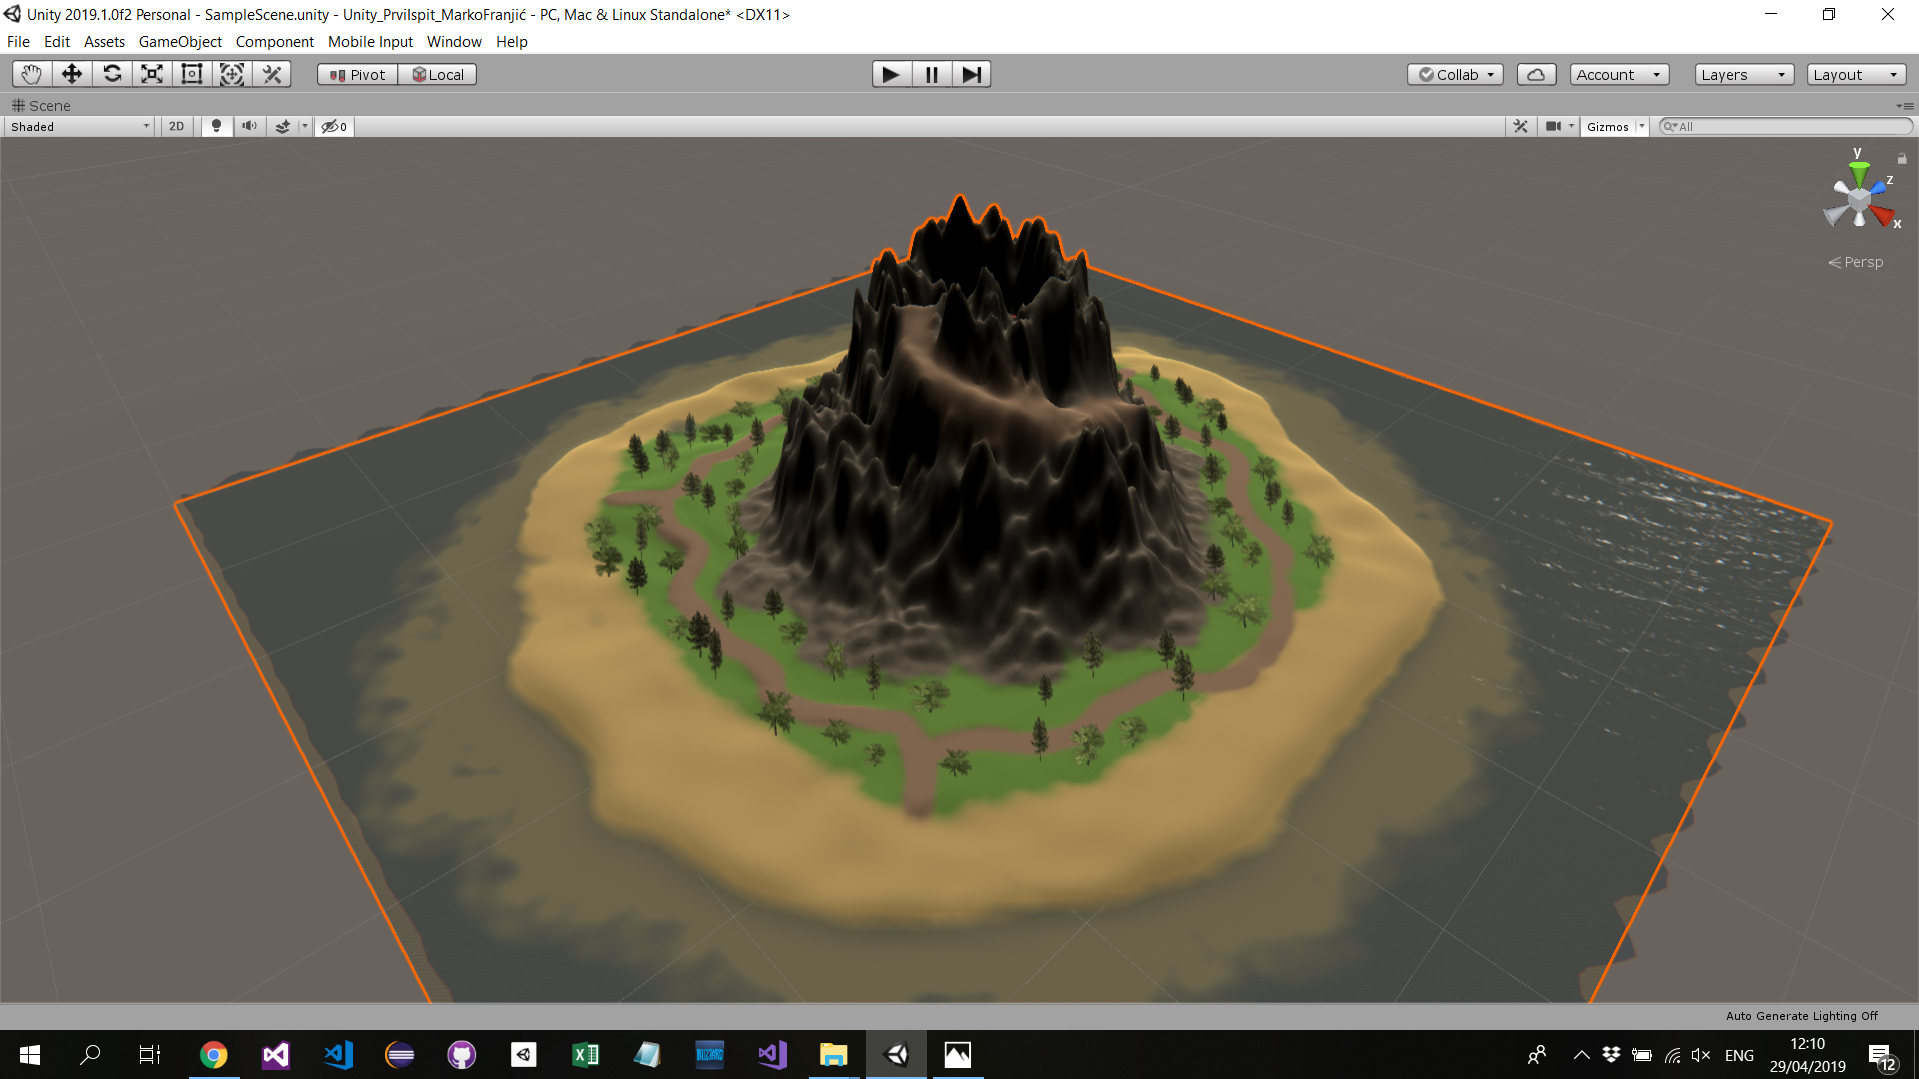 Unity 2019.1.0f2 Personal - SampleScene.unity - Unity_PrviIspit_MarkoFranjić - PC, Mac & Linux Standalone* <DX11>
File Edit Assets GameObject Component Mobile Input Window Help
Pivot Local Collab Account Layers Layout
Scene
Shaded 2D 0 Gizmos All
y
z
x
Persp
Auto Generate Lighting Off
BLIZZARD
ENG
12:10
29/04/2019
12